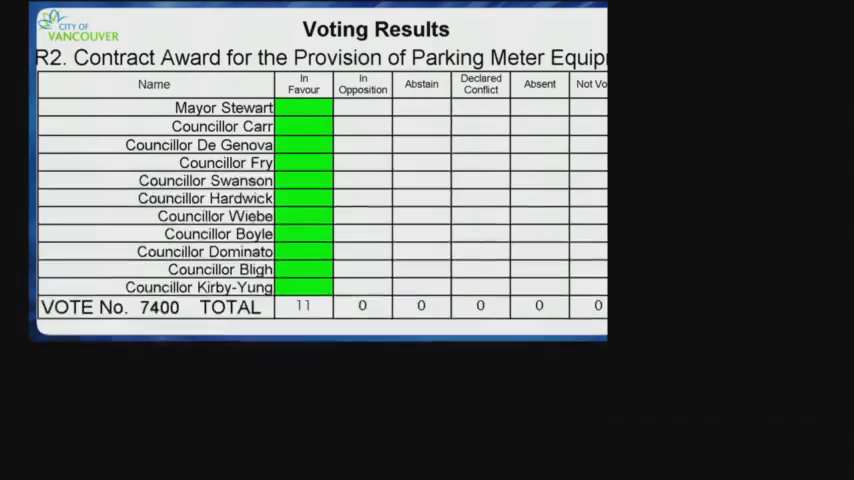 CITY OF
VANCOUVER
Voting Results
R2. Contract Award for the Provision of Parking Meter Equip
Name In Favour In Opposition Abstain Declared Conflict Absent Not Vo
Mayor Stewart
Councillor Carr
Councillor De Genova
Councillor Fry
Councillor Swanson
Councillor Hardwick
Councillor Wiebe
Councillor Boyle
Councillor Dominato
Councillor Bligh
Councillor Kirby-Yung
VOTE No. 7400 TOTAL 11 0 0 0 0 0